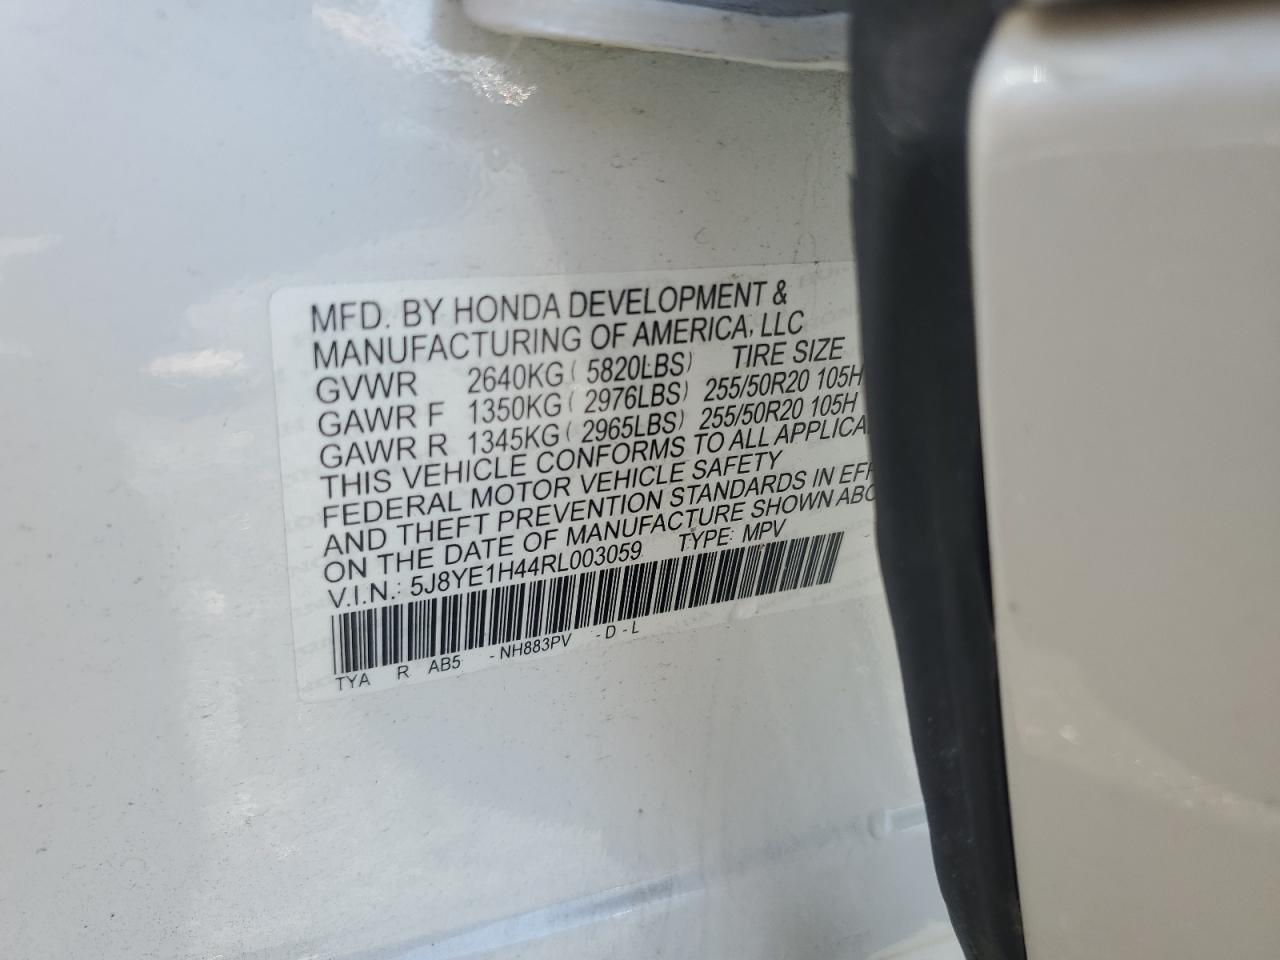 MFD. BY HONDA DEVELOPMENT &
MANUFACTURING OF AMERICA, LLC
GVWR 2640KG ( 5820LBS) TIRE SIZE
GAWR F 1350KG ( 2976LBS) 255/50R20 105H
GAWR R 1345KG ( 2965LBS) 255/50R20 105H
THIS VEHICLE CONFORMS TO ALL
FEDERAL MOTOR VEHICLE SAFETY
AND THEFT PREVENTION STANDARDS IN
ON THE DATE OF MANUFACTURE SHOWN
V.I.N.: 5J8YE1H44RL003059 TYPE: MPV
TYA R AB5 - NH883PV - D - L